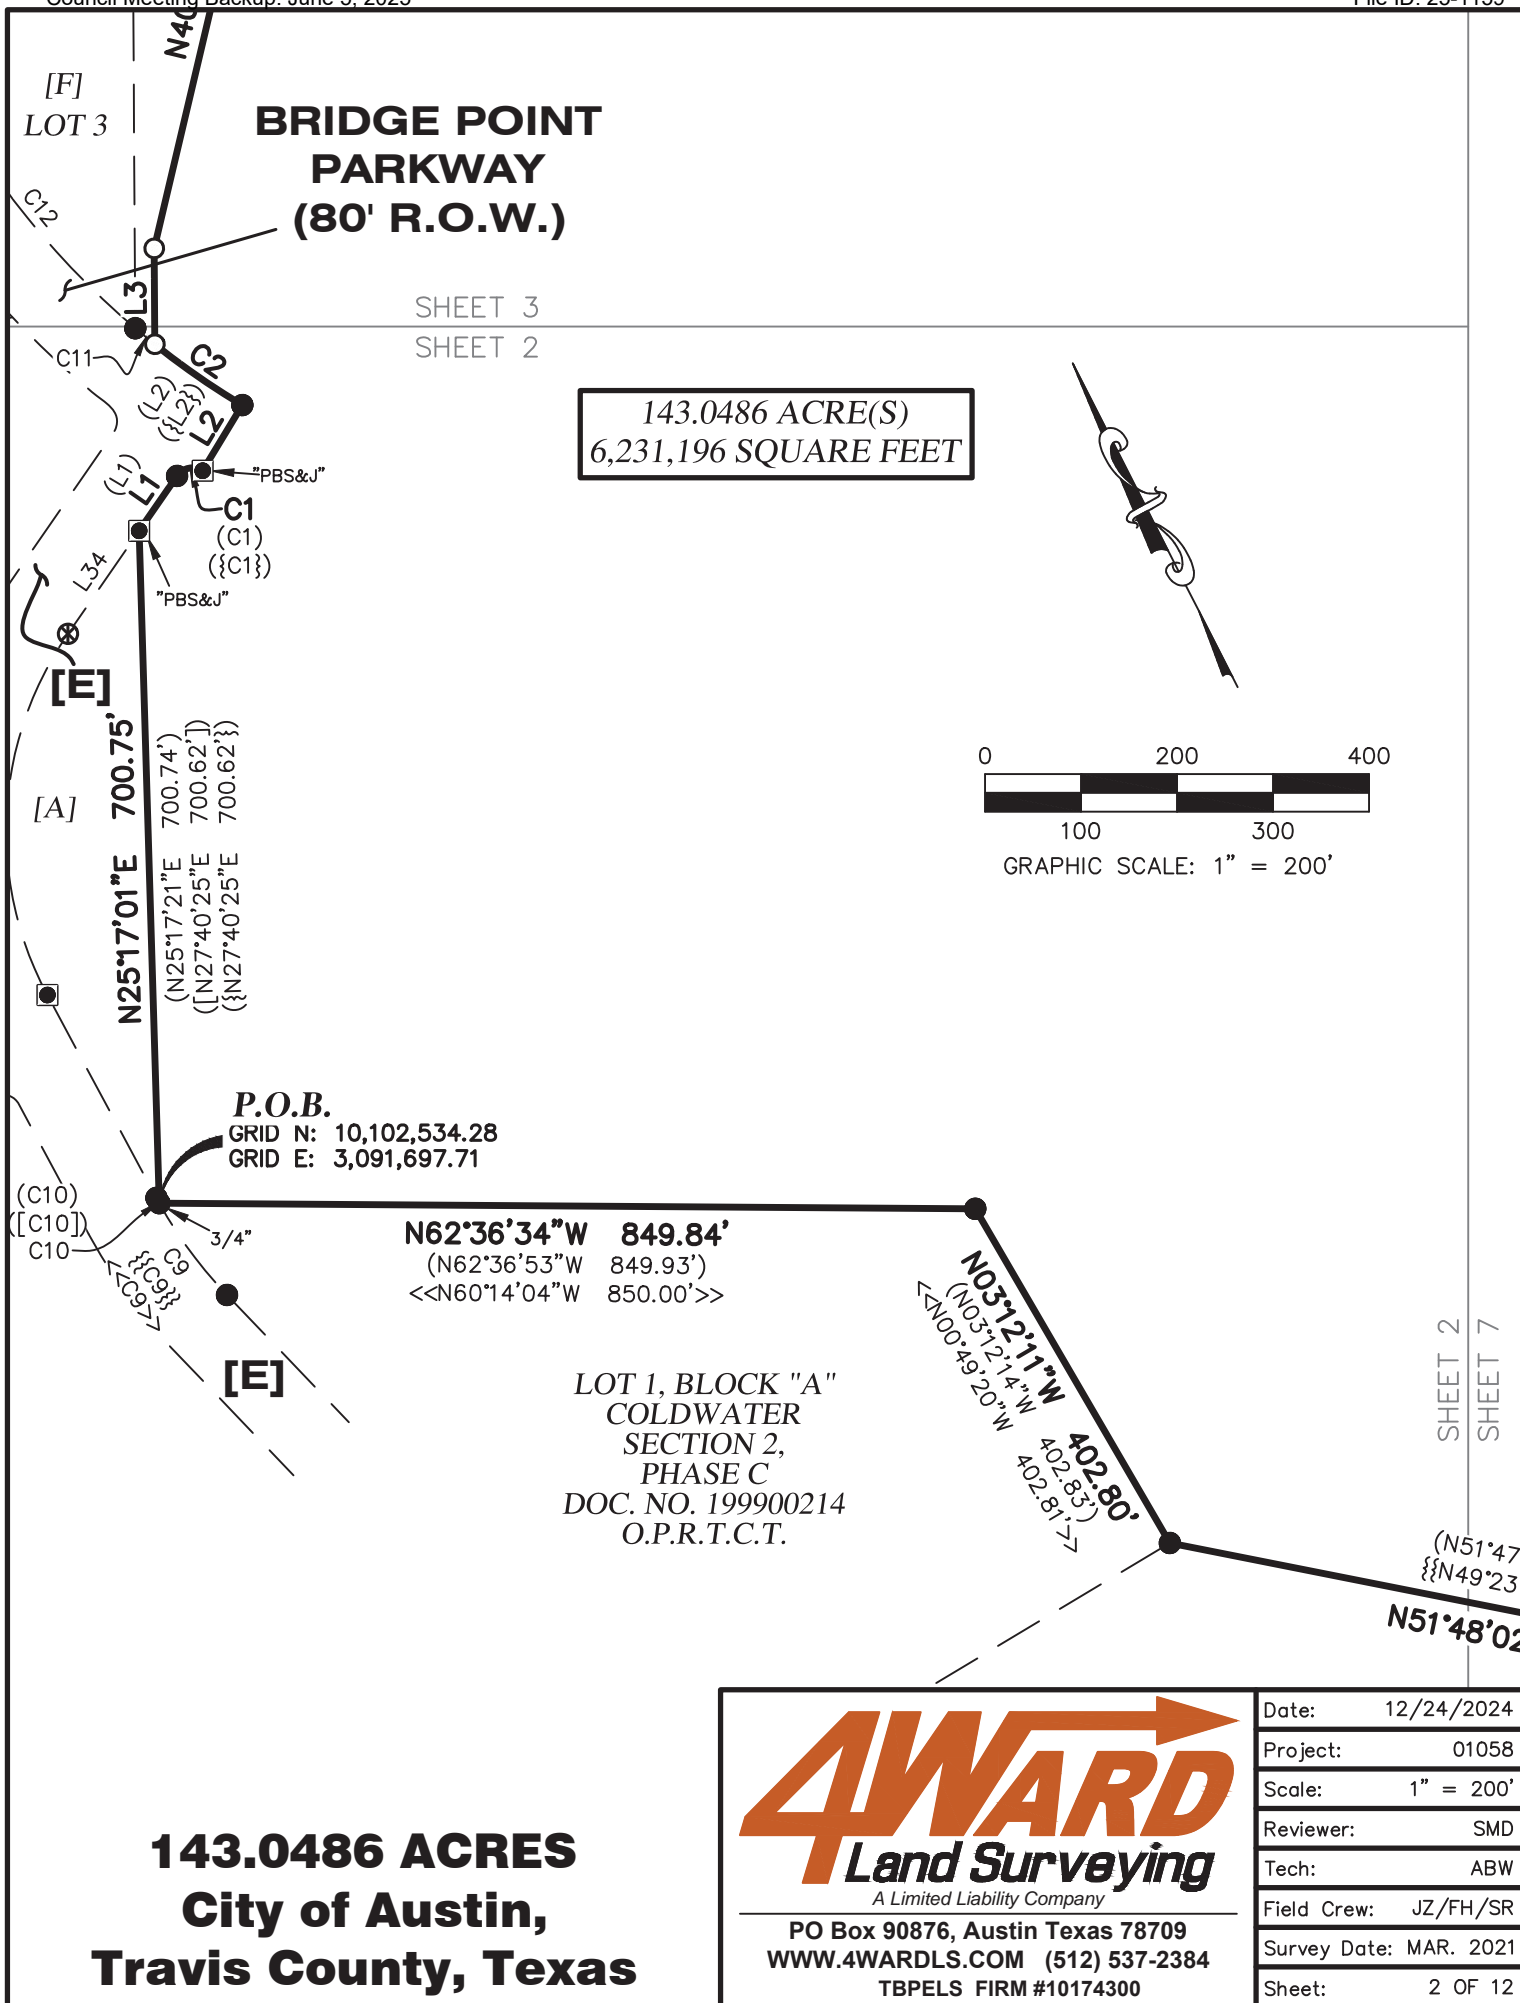 [F]
LOT 3
BRIDGE POINT
PARKWAY
(80' R.O.W.)
C12
L3
SHEET 3
SHEET 2
C11
C2
(L2)
({L2})
L2
143.0486 ACRE(S)
6,231,196 SQUARE FEET
(L1)
L1
"PBS&J"
C1
(C1)
({C1})
L34
"PBS&J"
[E]
N25°17'01"E 700.75'
(N25°17'21"E 700.74')
([N27°40'25"E 700.62'])
({N27°40'25"E 700.62'})
[A]
0 200 400
100 300
GRAPHIC SCALE: 1" = 200'
P.O.B.
GRID N: 10,102,534.28
GRID E: 3,091,697.71
(C10)
([C10])
C10
3/4"
C9
{{C9}}
<<C9>>
[E]
N62°36'34"W 849.84'
(N62°36'53"W 849.93')
<<N60°14'04"W 850.00'>>
N03°12'11"W 402.80'
(N03°12'14"W 402.83')
<<N00°49'20"W 402.81'>>
LOT 1, BLOCK "A"
COLDWATER
SECTION 2,
PHASE C
DOC. NO. 199900214
O.P.R.T.C.T.
SHEET 2
SHEET 7
(N51°47
{{N49°23
N51°48'02
143.0486 ACRES
City of Austin,
Travis County, Texas
4WARD
Land Surveying
A Limited Liability Company
PO Box 90876, Austin Texas 78709
WWW.4WARDLS.COM (512) 537-2384
TBPELS FIRM #10174300
Date: 12/24/2024
Project: 01058
Scale: 1" = 200'
Reviewer: SMD
Tech: ABW
Field Crew: JZ/FH/SR
Survey Date: MAR. 2021
Sheet: 2 OF 12